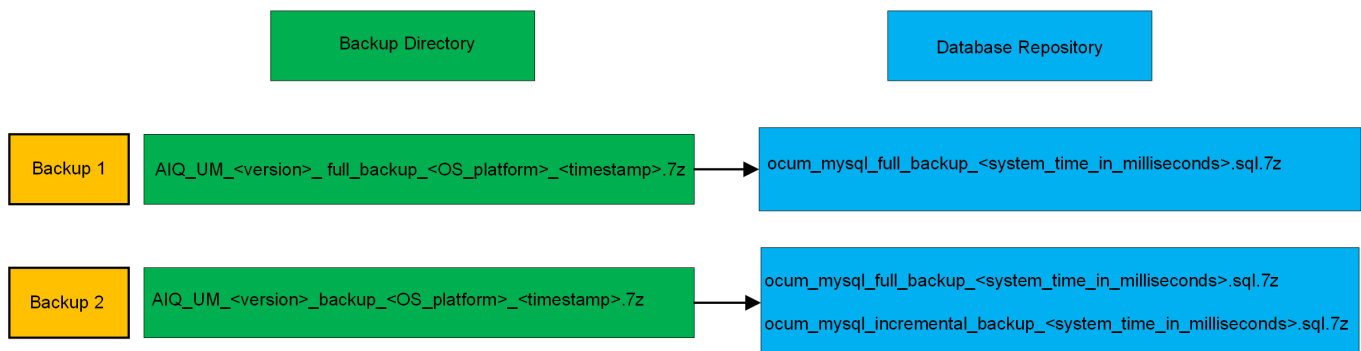 Backup Directory
Database Repository
Backup 1
AIQ_UM_<version>_ full_backup_<OS_platform>_<timestamp>.7z
ocum_mysql_full_backup_<system_time_in_milliseconds>.sql.7z
Backup 2
AIQ_UM_<version>_backup_<OS_platform>_<timestamp>.7z
ocum_mysql_full_backup_<system_time_in_milliseconds>.sql.7z
ocum_mysql_incremental_backup_<system_time_in_milliseconds>.sql.7z